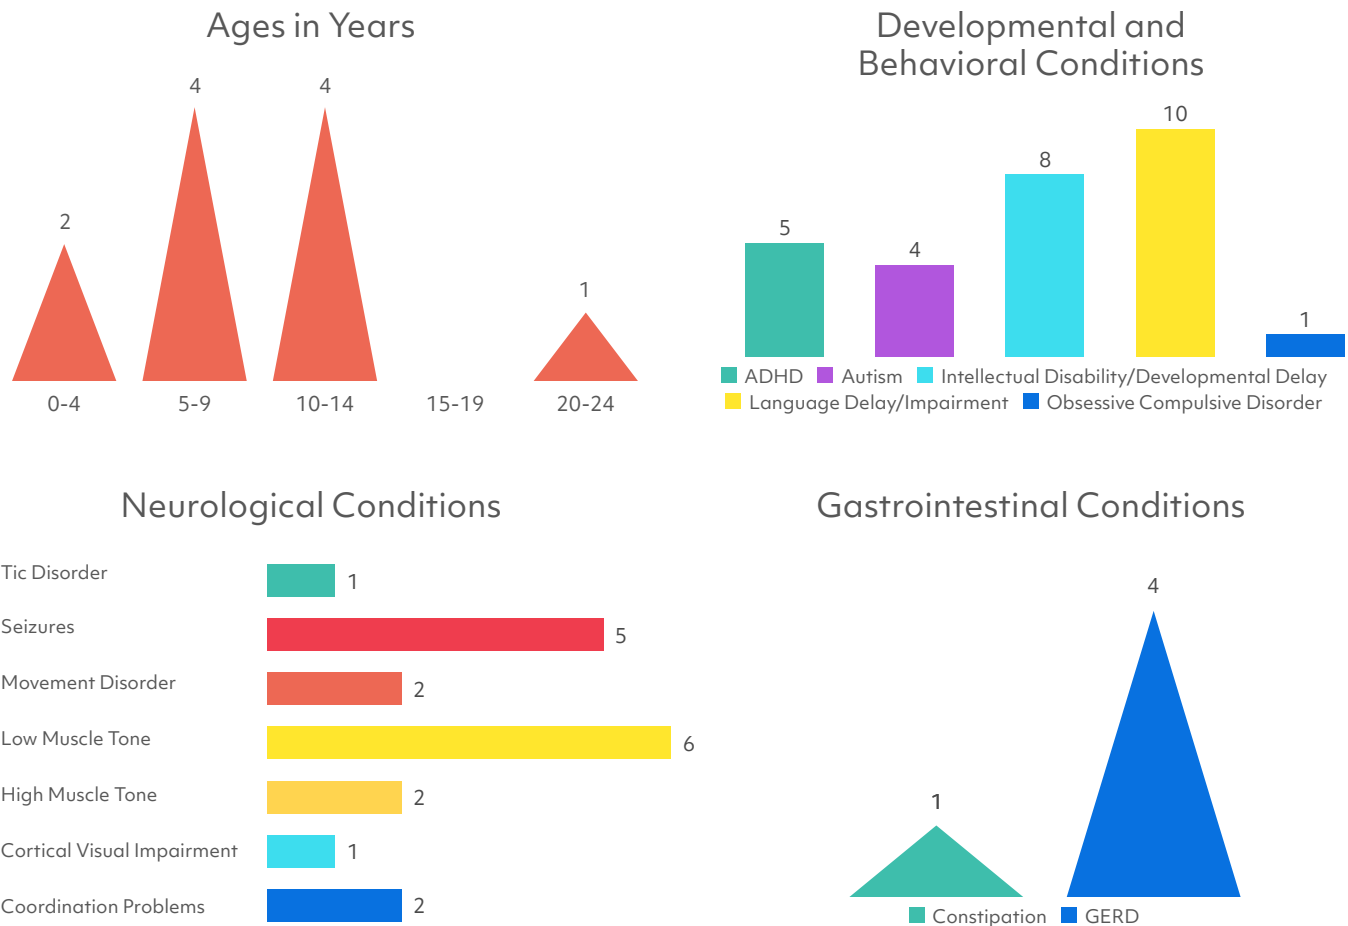 Ages in Years
2
4
4
1
0-4 5-9 10-14 15-19 20-24
Developmental and
Behavioral Conditions
5
4
8
10
1
ADHD Autism Intellectual Disability/Developmental Delay
Language Delay/Impairment Obsessive Compulsive Disorder
Neurological Conditions
Tic Disorder 1
Seizures 5
Movement Disorder 2
Low Muscle Tone 6
High Muscle Tone 2
Cortical Visual Impairment 1
Coordination Problems 2
Gastrointestinal Conditions
1
4
Constipation GERD